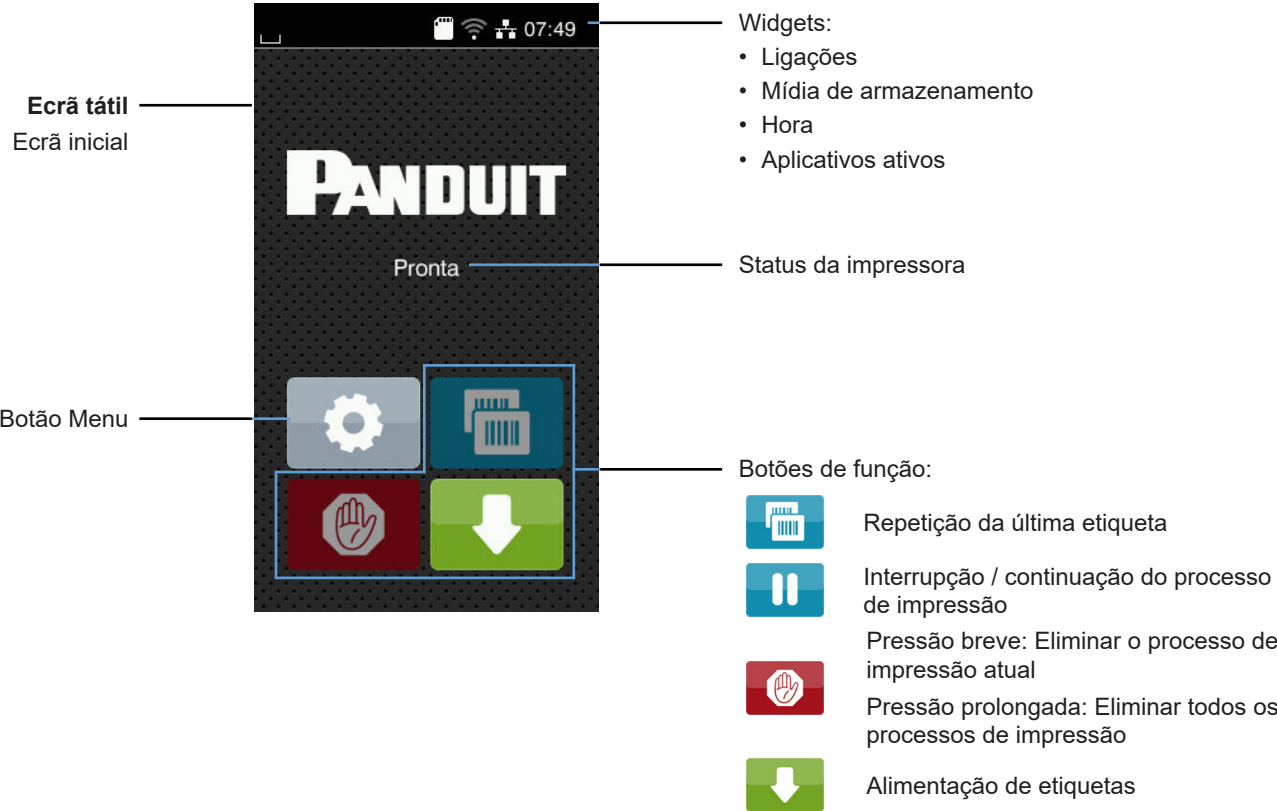 07:49
Ecrã tátil
Ecrã inicial
PANDUIT
Pronta
Botão Menu
Widgets:
• Ligações
• Mídia de armazenamento
• Hora
• Aplicativos ativos
Status da impressora
Botões de função:
Repetição da última etiqueta
Interrupção / continuação do processo
de impressão
Pressão breve: Eliminar o processo de
impressão atual
Pressão prolongada: Eliminar todos os
processos de impressão
Alimentação de etiquetas